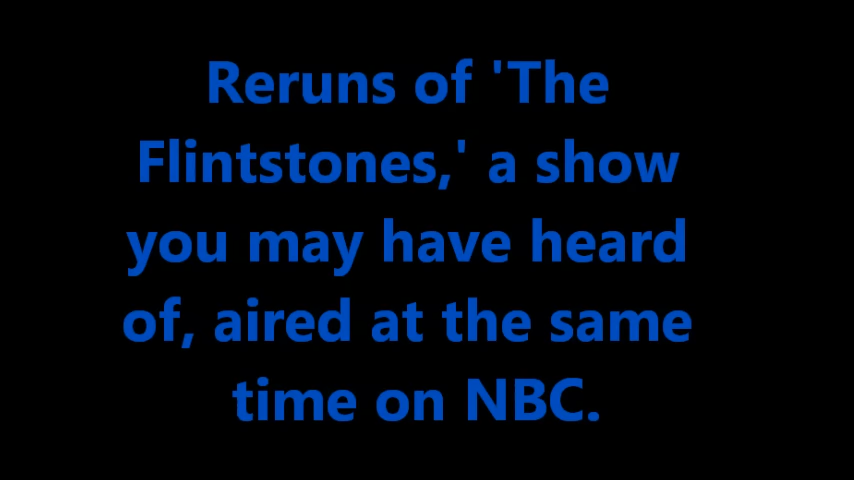 Reruns of 'The
Flintstones,' a show
you may have heard
of, aired at the same
time on NBC.